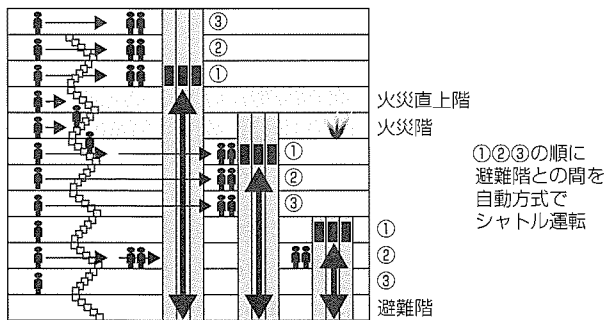 ③
②
①
火災直上階
火災階
①
②
③
①
②
③
避難階
①②③の順に
避難階との間を
自動方式で
シャトル運転